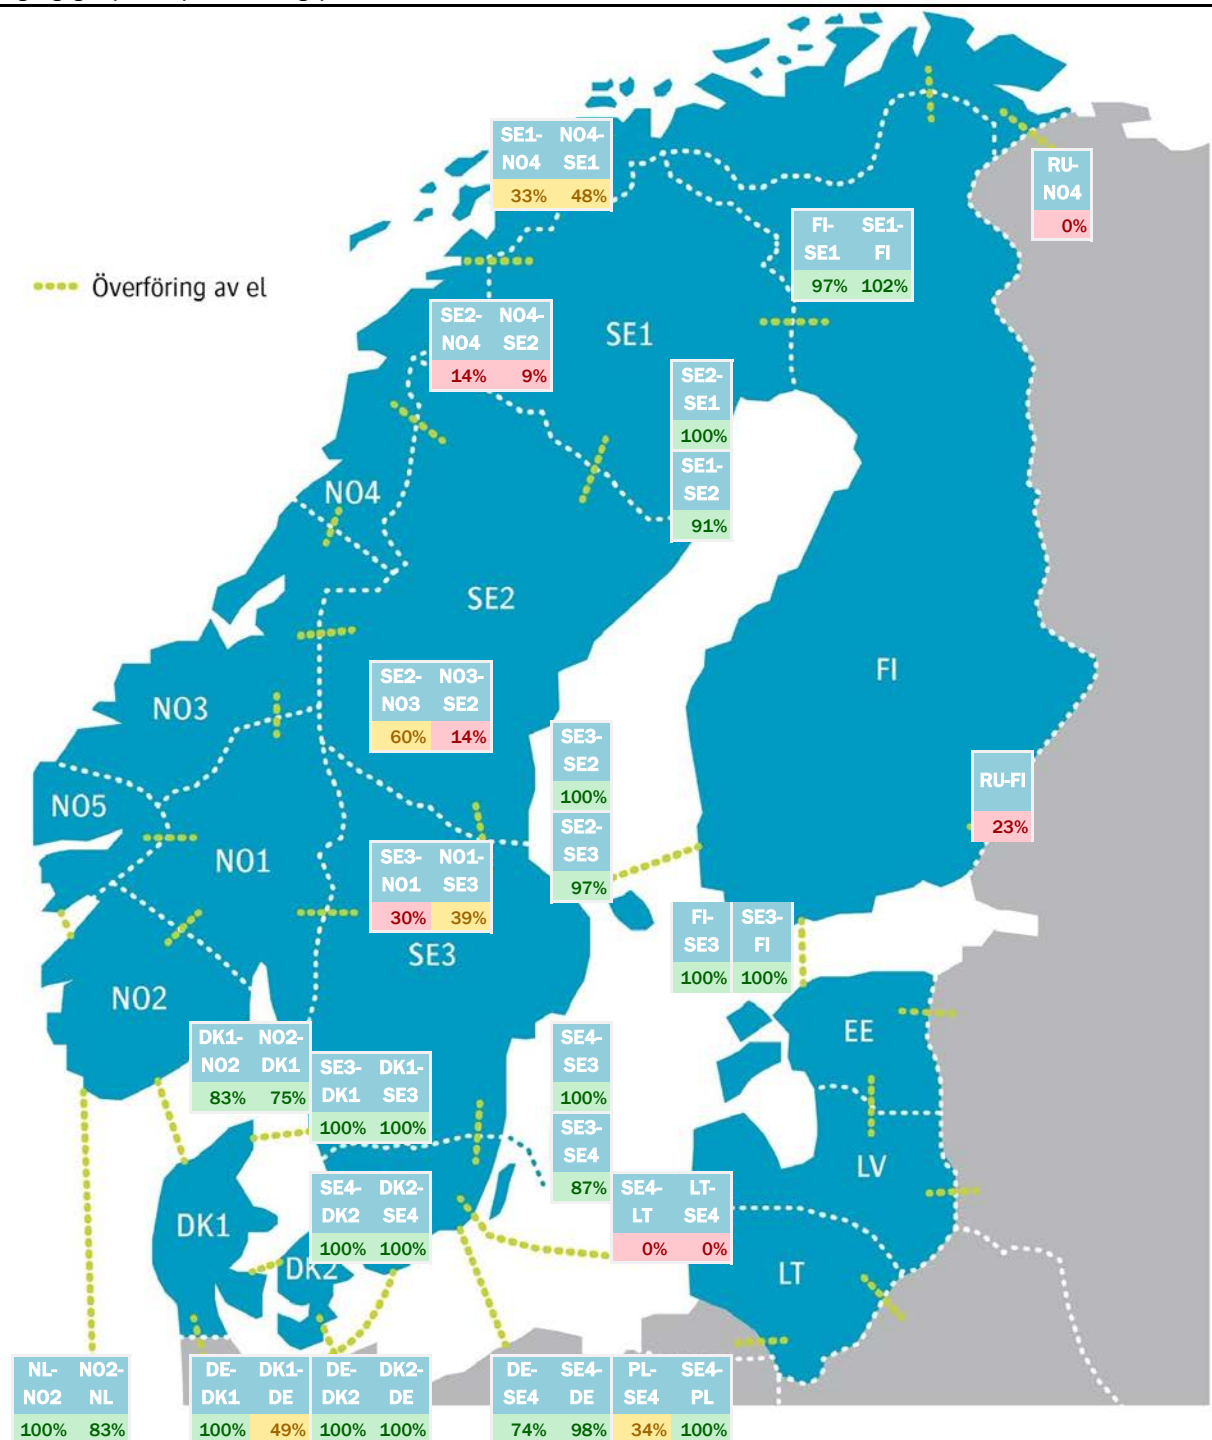 SE1- NO4-
NO4 SE1
33% 48%
RU-
NO4
0%
FI- SE1-
SE1 FI
97% 102%
Överföring av el
SE2- NO4-
NO4 SE2
14% 9%
SE1
SE2-
SE1
100%
SE1-
SE2
91%
NO4
SE2
FI
SE2- NO3-
NO3 SE2
60% 14%
NO3
SE3-
SE2
100%
SE2-
SE3
97%
RU-FI
23%
NO5
NO1
SE3- NO1-
NO1 SE3
30% 39%
SE3
FI- SE3-
SE3 FI
100% 100%
NO2
EE
DK1- NO2-
NO2 DK1
83% 75%
SE3- DK1-
DK1 SE3
100% 100%
SE4-
SE3
100%
SE3-
SE4
87%
LV
SE4- DK2-
DK2 SE4
100% 100%
SE4- LT-
LT SE4
0% 0%
DK1
DK2
LT
NL- NO2-
NO2 NL
100% 83%
DE- DK1- DE- DK2-
DK1 DE DK2 DE
100% 49% 100% 100%
DE- SE4- PL- SE4-
SE4 DE SE4 PL
74% 98% 34% 100%